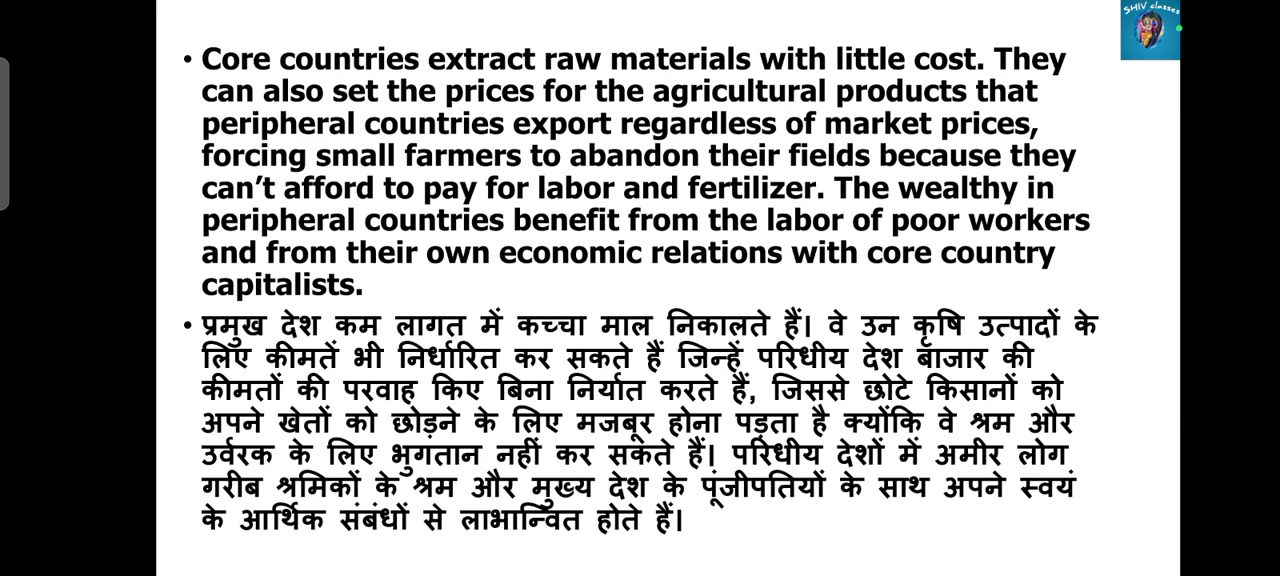 SHIV classes
• Core countries extract raw materials with little cost. They
can also set the prices for the agricultural products that
peripheral countries export regardless of market prices,
forcing small farmers to abandon their fields because they
can’t afford to pay for labor and fertilizer. The wealthy in
peripheral countries benefit from the labor of poor workers
and from their own economic relations with core country
capitalists.
• प्रमुख देश कम लागत में कच्चा माल निकालते हैं। वे उन कृषि उत्पादों के
लिए कीमतें भी निर्धारित कर सकते हैं जिन्हें परिधीय देश बाजार की
कीमतों की परवाह किए बिना निर्यात करते हैं, जिससे छोटे किसानों को
अपने खेतों को छोड़ने के लिए मजबूर होना पड़ता है क्योंकि वे श्रम और
उर्वरक के लिए भुगतान नहीं कर सकते हैं। परिधीय देशों में अमीर लोग
गरीब श्रमिकों के श्रम और मुख्य देश के पूंजीपतियों के साथ अपने स्वयं
के आर्थिक संबंधों से लाभान्वित होते हैं।